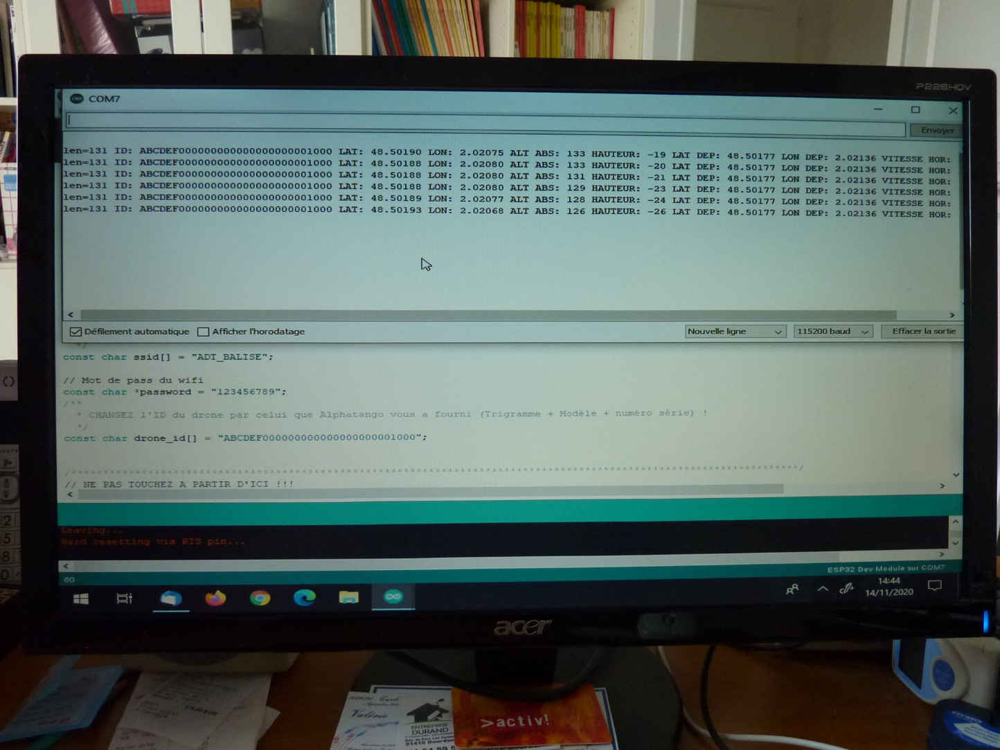 P226HQV
COM7
Envoyer
len=131 ID: ABCDEF000000000000000000000001000 LAT: 48.50190 LON: 2.02075 ALT ABS: 133 HAUTEUR: -19 LAT DEP: 48.50177 LON DEP: 2.02136 VITESSE HOR:
len=131 ID: ABCDEF000000000000000000000001000 LAT: 48.50188 LON: 2.02080 ALT ABS: 133 HAUTEUR: -20 LAT DEP: 48.50177 LON DEP: 2.02136 VITESSE HOR:
len=131 ID: ABCDEF000000000000000000000001000 LAT: 48.50188 LON: 2.02080 ALT ABS: 131 HAUTEUR: -21 LAT DEP: 48.50177 LON DEP: 2.02136 VITESSE HOR:
len=131 ID: ABCDEF000000000000000000000001000 LAT: 48.50188 LON: 2.02080 ALT ABS: 129 HAUTEUR: -23 LAT DEP: 48.50177 LON DEP: 2.02136 VITESSE HOR:
len=131 ID: ABCDEF000000000000000000000001000 LAT: 48.50189 LON: 2.02077 ALT ABS: 128 HAUTEUR: -24 LAT DEP: 48.50177 LON DEP: 2.02136 VITESSE HOR:
len=131 ID: ABCDEF000000000000000000000001000 LAT: 48.50193 LON: 2.02068 ALT ABS: 126 HAUTEUR: -26 LAT DEP: 48.50177 LON DEP: 2.02136 VITESSE HOR:
Défilement automatique Afficher l'horodatage Nouvelle ligne 115200 baud Effacer la sortie
*/
const char ssid[] = "ADT_BALISE";
// Mot de pass du wifi
const char *password = "123456789";
/**
* CHANGEZ l'ID du drone par celui que Alphatango vous a fourni (Trigramme + Modèle + numéro série) !
*/
const char drone_id[] = "ABCDEF000000000000000000000001000";
// NE PAS TOUCHEZ A PARTIR D'ICI !!!
Leaving...
Hard resetting via RTS pin...
60
ESP32 Dev Module sur COM7
14:44
14/11/2020
acer
Valérie
ENTREPRISE
DURAND
91410 Dourdan
>activ!